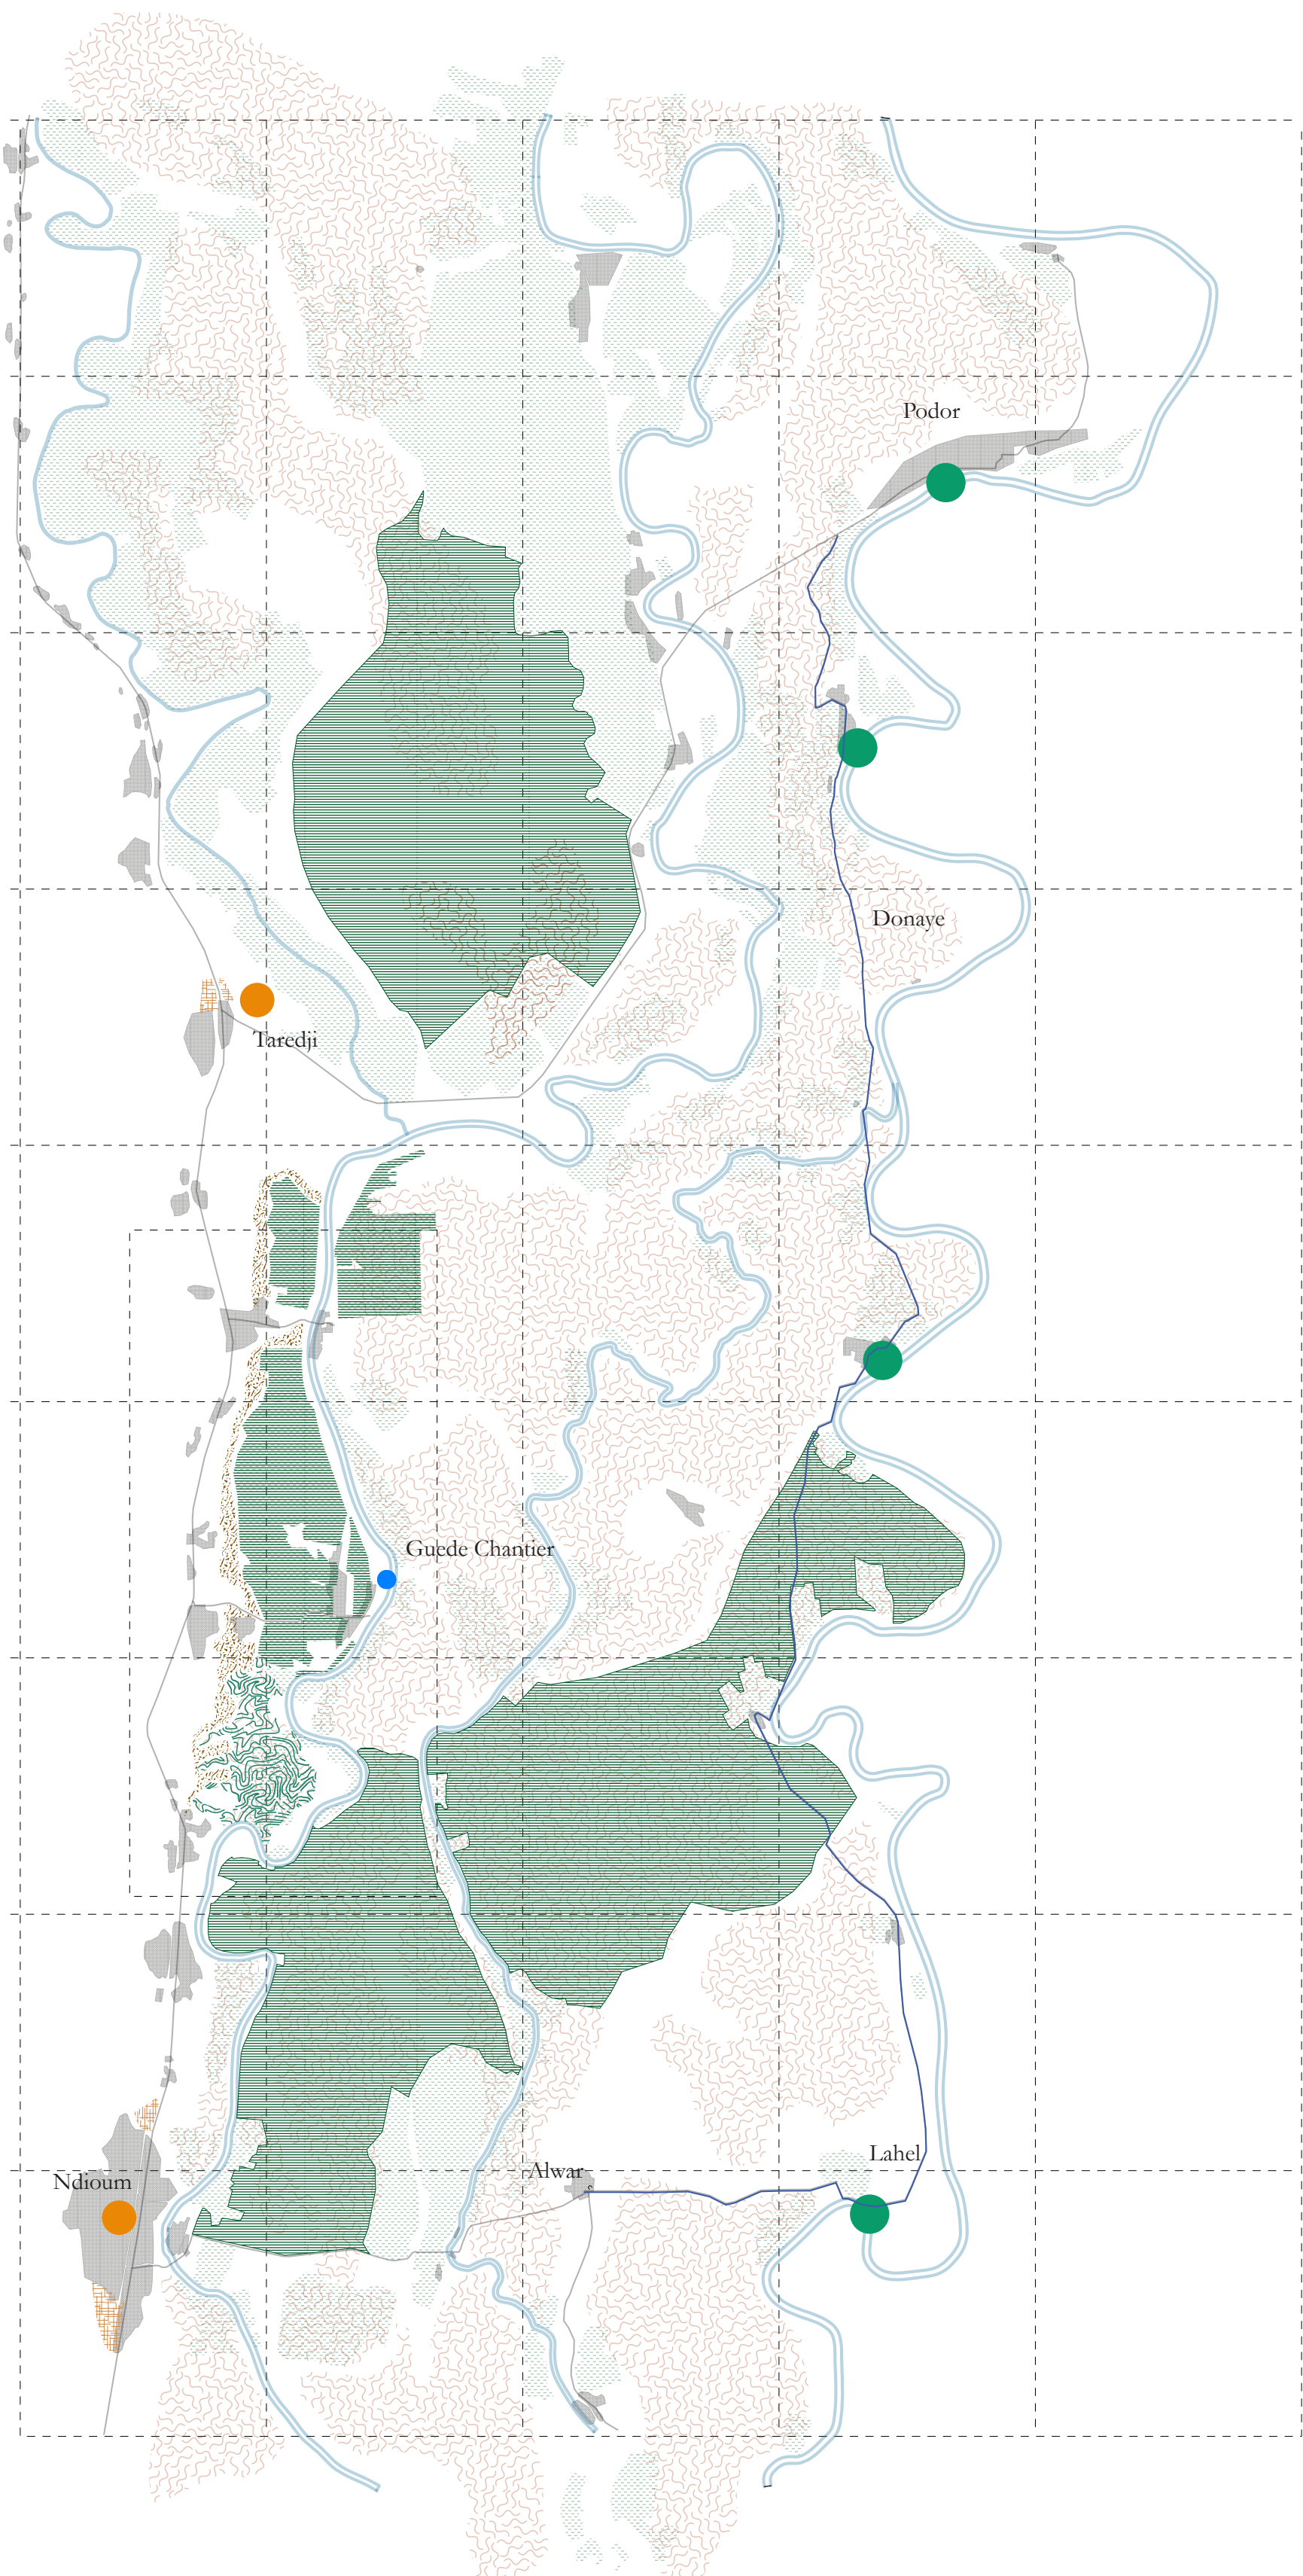 Podor
Donaye
Taredji
Guede Chantier
Lahel
Alwar
Ndioum